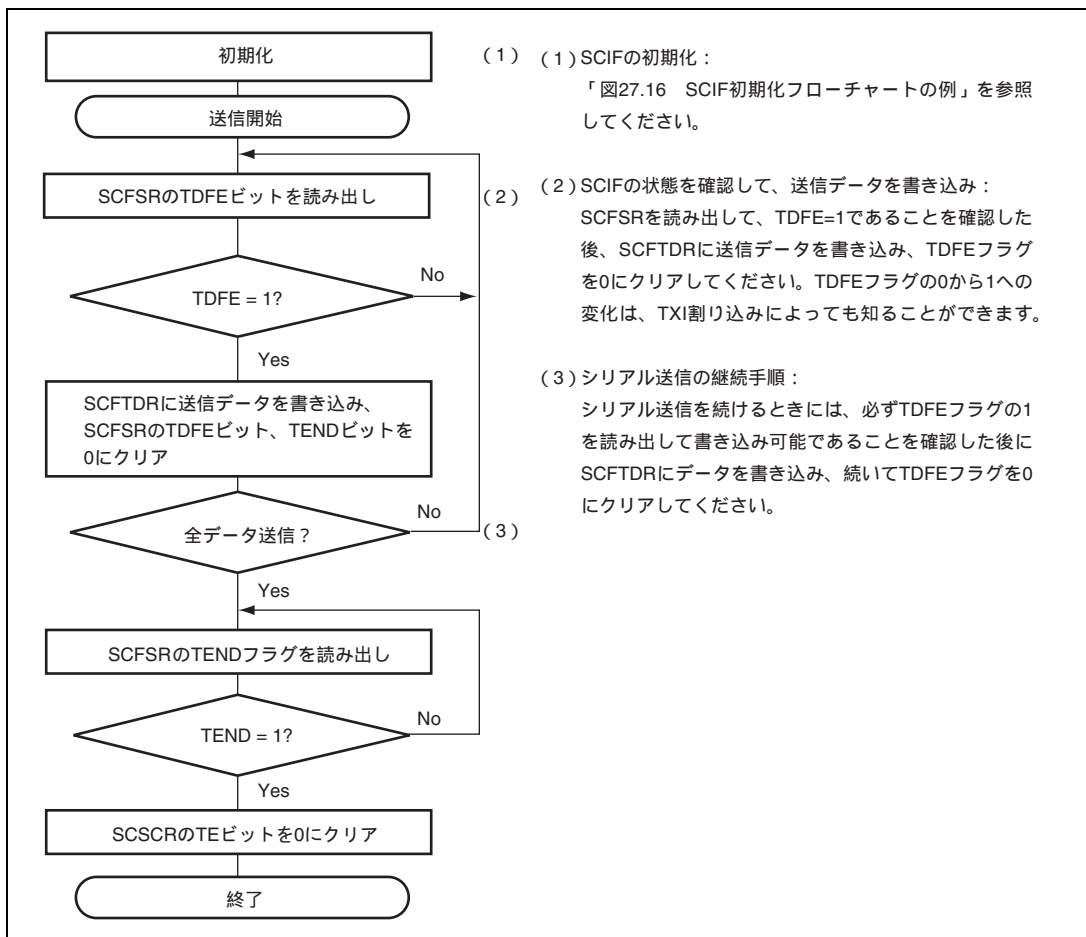 初期化
(1)
送信開始
SCFSRのTDFEビットを読み出し
(2)
TDFE = 1?
No
Yes
SCFTDRに送信データを書き込み、
SCFSRのTDFEビット、TENDビットを
0にクリア
全データ送信？
No
(3)
Yes
SCFSRのTENDフラグを読み出し
TEND = 1?
No
Yes
SCSCRのTEビットを0にクリア
終了
(1)SCIFの初期化：
「図27.16　SCIF初期化フローチャートの例」を参照
してください。
(2)SCIFの状態を確認して、送信データを書き込み：
SCFSRを読み出して、TDFE=1であることを確認した
後、SCFTDRに送信データを書き込み、TDFEフラグ
を0にクリアしてください。TDFEフラグの0から1への
変化は、TXI割り込みによっても知ることができます。
(3)シリアル送信の継続手順：
シリアル送信を続けるときには、必ずTDFEフラグの1
を読み出して書き込み可能であることを確認した後に
SCFTDRにデータを書き込み、続いてTDFEフラグを0
にクリアしてください。